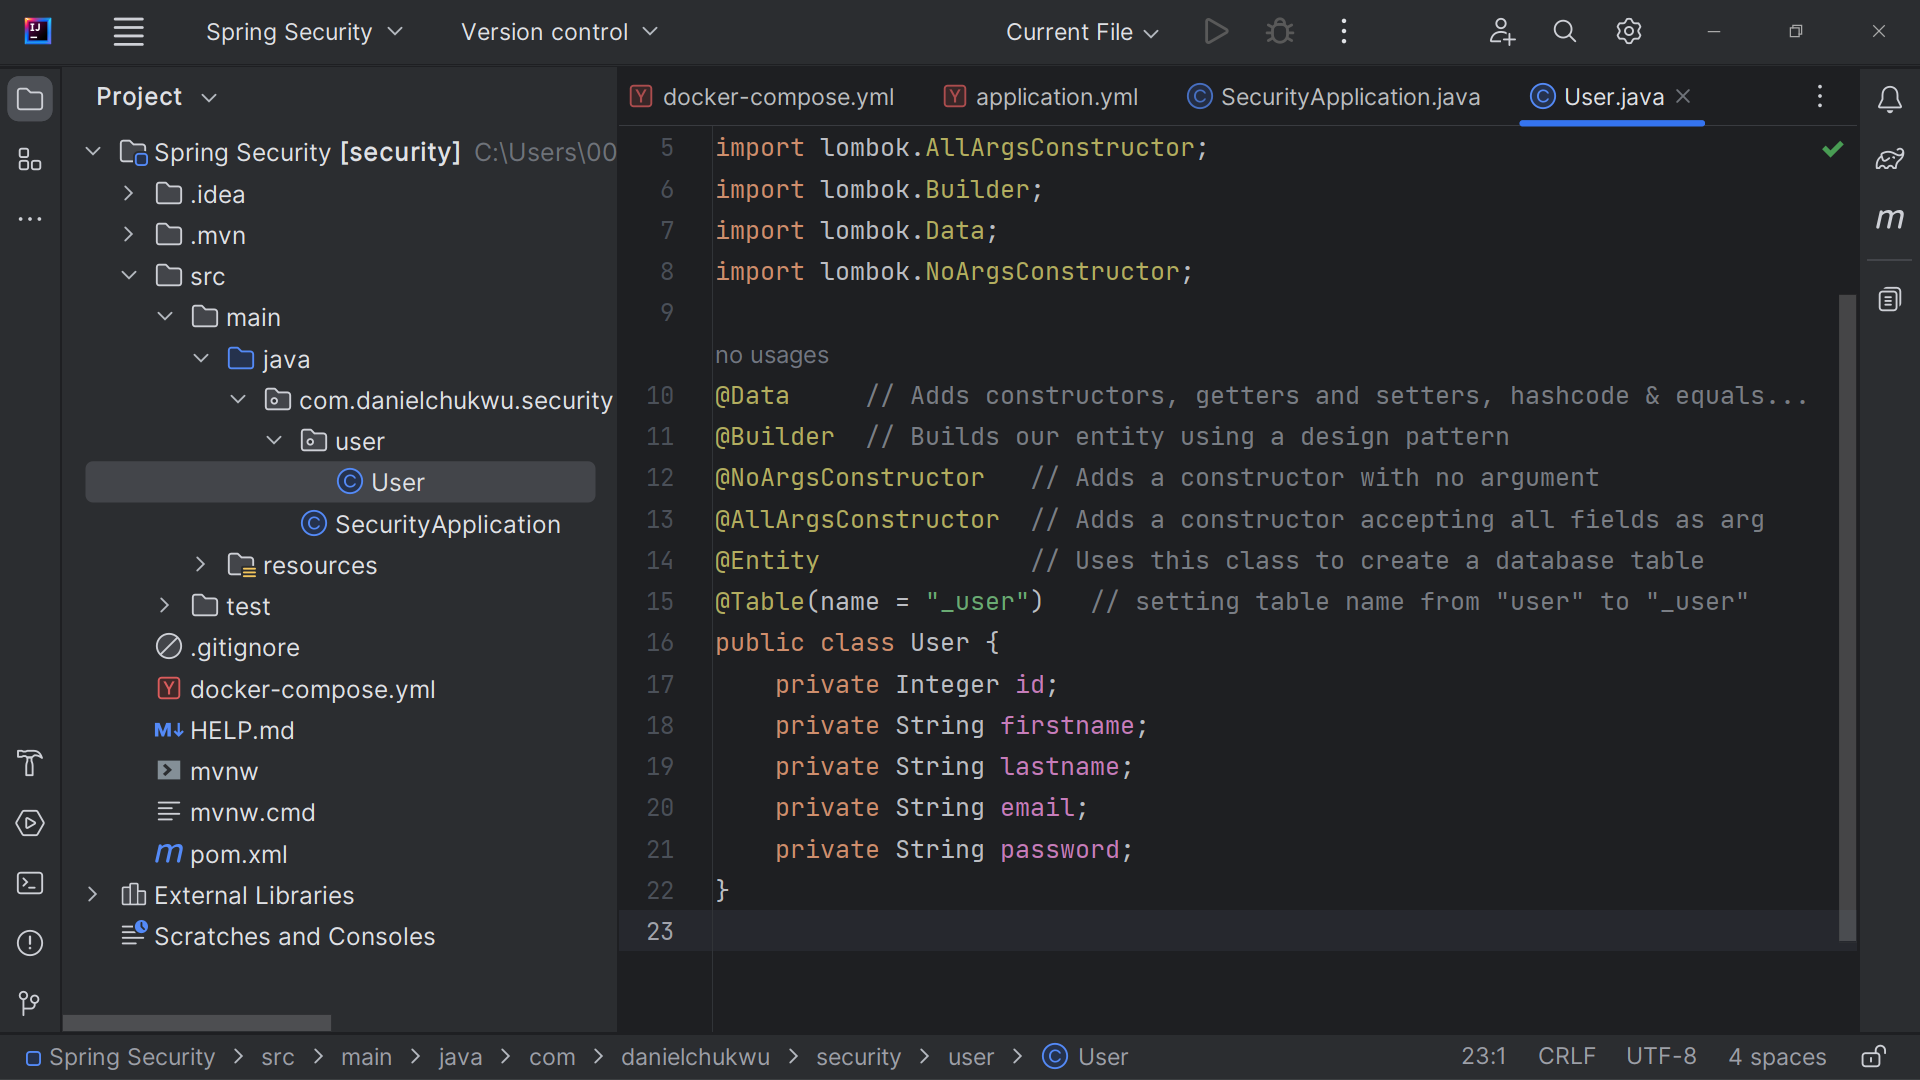 Spring Security
Version control
Current File
Project
docker-compose.yml
application.yml
SecurityApplication.java
User.java
Spring Security [security] C:\Users\00
.idea
.mvn
src
main
java
com.danielchukwu.security
user
User
SecurityApplication
resources
test
.gitignore
docker-compose.yml
HELP.md
mvnw
mvnw.cmd
pom.xml
External Libraries
Scratches and Consoles
5 import lombok.AllArgsConstructor;
6 import lombok.Builder;
7 import lombok.Data;
8 import lombok.NoArgsConstructor;
9
no usages
10 @Data // Adds constructors, getters and setters, hashcode & equals...
11 @Builder // Builds our entity using a design pattern
12 @NoArgsConstructor // Adds a constructor with no argument
13 @AllArgsConstructor // Adds a constructor accepting all fields as arg
14 @Entity // Uses this class to create a database table
15 @Table(name = "_user") // setting table name from "user" to "_user"
16 public class User {
17 private Integer id;
18 private String firstname;
19 private String lastname;
20 private String email;
21 private String password;
22 }
23
Spring Security > src > main > java > com > danielchukwu > security > user > User
23:1 CRLF UTF-8 4 spaces